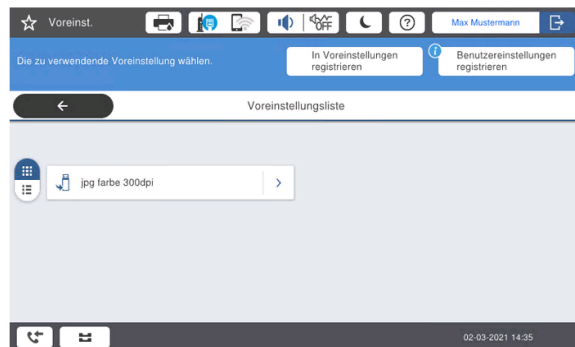 Voreinst.
OFF
?
Max Mustermann
Die zu verwendende Voreinstellung wählen.
In Voreinstellungen
registrieren
i
Benutzereinstellungen
registrieren
Voreinstellungsliste
jpg farbe 300dpi
02-03-2021 14:35